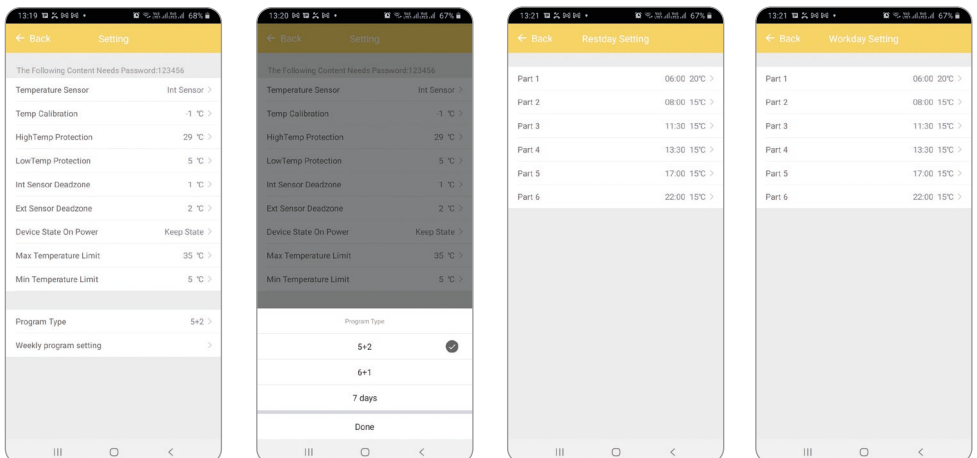 13:19 68%
← Back Setting
The Following Content Needs Password:123456
Temperature Sensor Int Sensor >
Temp Calibration -1 °C >
HighTemp Protection 29 °C >
LowTemp Protection 5 °C >
Int Sensor Deadzone 1 °C >
Ext Sensor Deadzone 2 °C >
Device State On Power Keep State >
Max Temperature Limit 35 °C >
Min Temperature Limit 5 °C >
Program Type 5+2 >
Weekly program setting >
13:20 67%
← Back Setting
The Following Content Needs Password:123456
Temperature Sensor Int Sensor >
Temp Calibration -1 °C >
HighTemp Protection 29 °C >
LowTemp Protection 5 °C >
Int Sensor Deadzone 1 °C >
Ext Sensor Deadzone 2 °C >
Device State On Power Keep State >
Max Temperature Limit 35 °C >
Min Temperature Limit 5 °C >
Program Type
5+2
6+1
7 days
Done
13:21 67%
← Back Restday Setting
Part 1 06:00 20°C >
Part 2 08:00 15°C >
Part 3 11:30 15°C >
Part 4 13:30 15°C >
Part 5 17:00 15°C >
Part 6 22:00 15°C >
13:21 67%
← Back Workday Setting
Part 1 06:00 20°C >
Part 2 08:00 15°C >
Part 3 11:30 15°C >
Part 4 13:30 15°C >
Part 5 17:00 15°C >
Part 6 22:00 15°C >